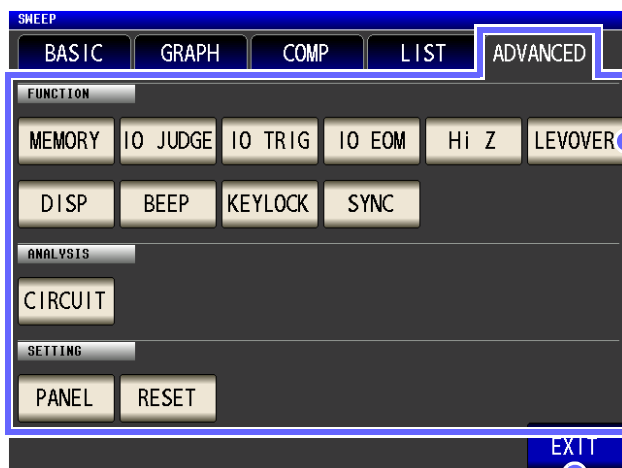 SWEEP
BASIC GRAPH COMP LIST ADVANCED
FUNCTION
MEMORY IO JUDGE IO TRIG IO EOM Hi Z LEVOVER
DISP BEEP KEYLOCK SYNC
ANALYSIS
CIRCUIT
SETTING
PANEL RESET
EXIT